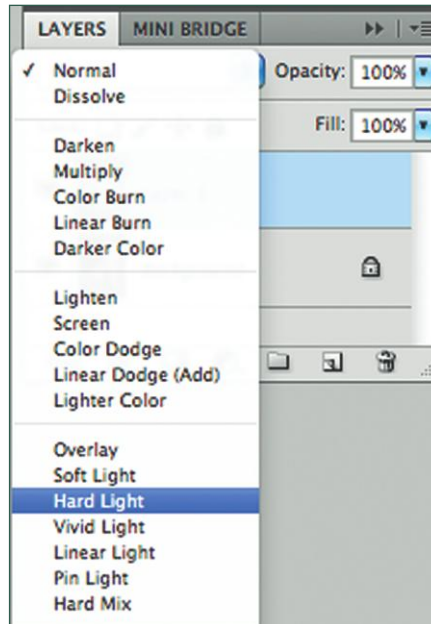 LAYERS MINI BRIDGE
✓ Normal Opacity: 100%
Dissolve
Fill: 100%
Darken
Multiply
Color Burn
Linear Burn
Darker Color
Lighten
Screen
Color Dodge
Linear Dodge (Add)
Lighter Color
Overlay
Soft Light
Hard Light
Vivid Light
Linear Light
Pin Light
Hard Mix